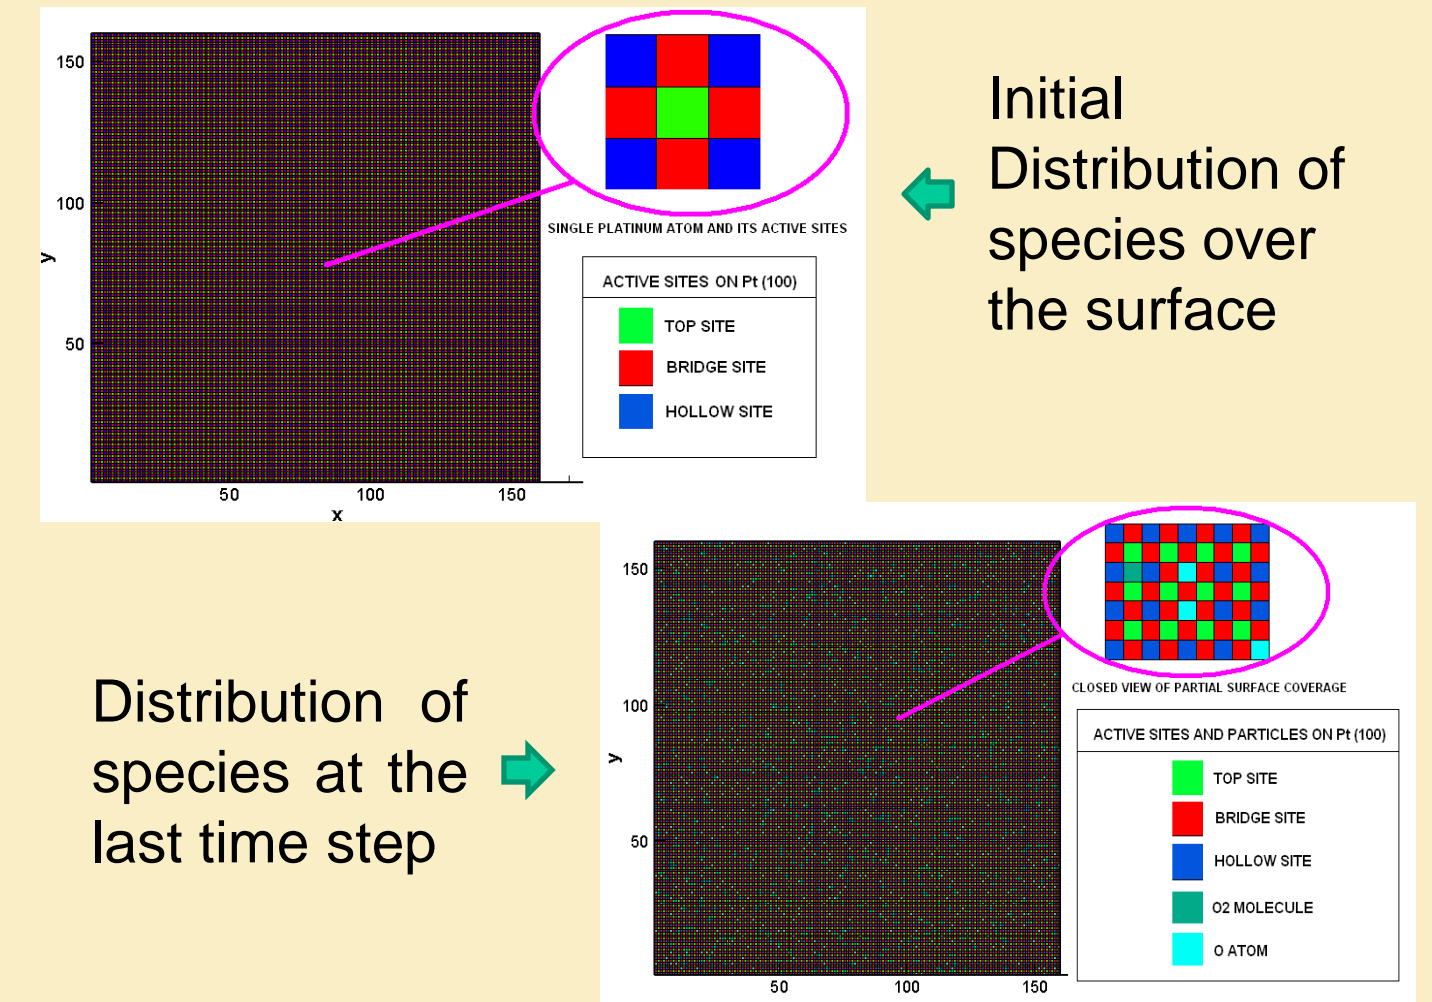 150
100
50
y
50
100
150
x
SINGLE PLATINUM ATOM AND ITS ACTIVE SITES
ACTIVE SITES ON Pt (100)
TOP SITE
BRIDGE SITE
HOLLOW SITE
Initial
Distribution of
species over
the surface
Distribution of
species at the
last time step
150
100
50
y
50
100
150
CLOSED VIEW OF PARTIAL SURFACE COVERAGE
ACTIVE SITES AND PARTICLES ON Pt (100)
TOP SITE
BRIDGE SITE
HOLLOW SITE
O2 MOLECULE
O ATOM